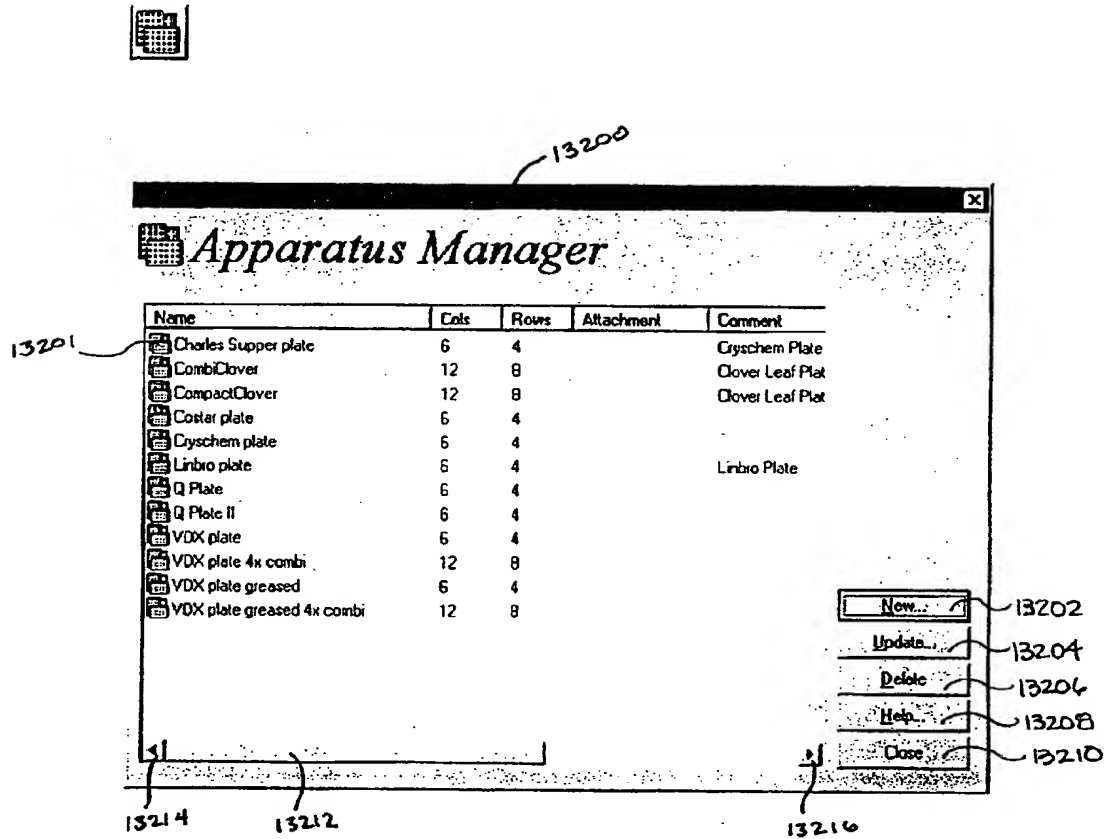 13200
Apparatus Manager
Name Cols Rows Attachment Comment
13201 Charles Supper plate 6 4 Cryschem Plate
CombiClover 12 8 Clover Leaf Plat
CompactClover 12 8 Clover Leaf Plat
Costar plate 6 4
Cryschem plate 6 4
Linbro plate 6 4 Linbro Plate
Q Plate 6 4
Q Plate II 6 4
VDX plate 6 4
VDX plate 4x combi 12 8
VDX plate greased 6 4
VDX plate greased 4x combi 12 8
New... 13202
Update... 13204
Delete 13206
Help... 13208
Close 13210
13214 13212 13216